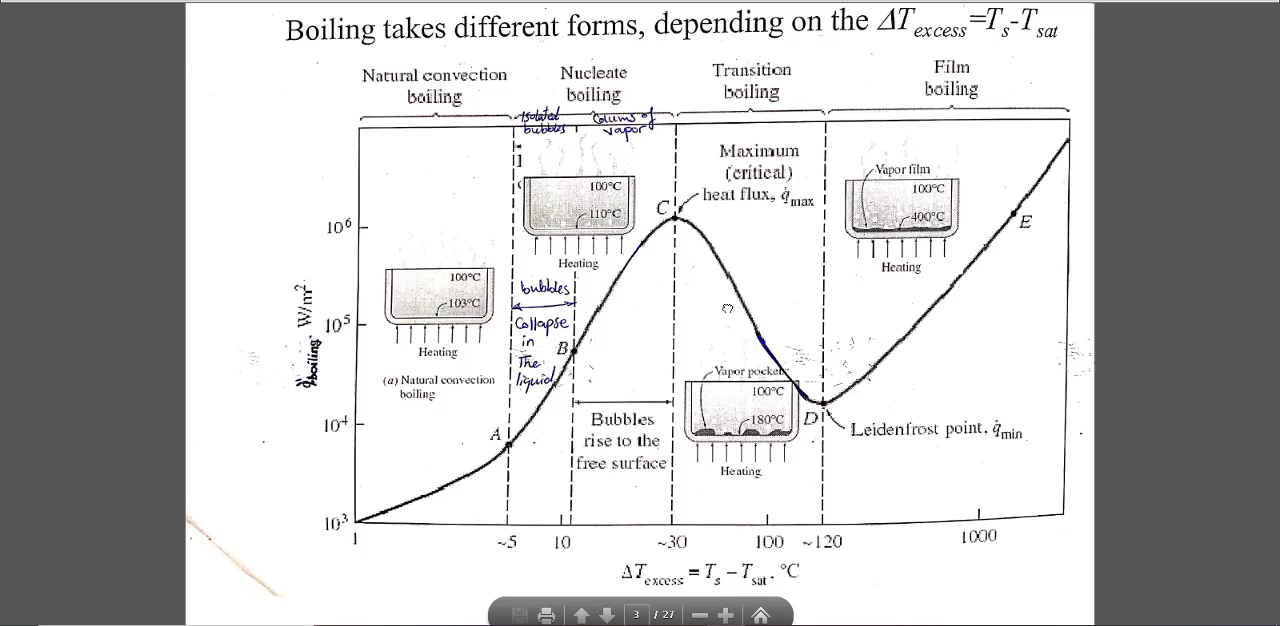 Boiling takes different forms, depending on the ΔTexcess=Ts-Tsat
Natural convection
boiling
Nucleate
boiling
Transition
boiling
Film
boiling
Isolated
bubbles
Colums of
vapor
100°C
103°C
Heating
(a) Natural convection
boiling
100°C
110°C
Heating
bubbles
Collapse
in
The
liquid
Bubbles
rise to the
free surface
Maximum
(critical)
heat flux, q̇max
Vapor pocket
100°C
180°C
Heating
Vapor film
100°C
400°C
Heating
Leidenfrost point, q̇min
A
B
C
D
E
q̇boiling, W/m²
10⁶
10⁵
10⁴
10³
1
~5
10
~30
100
~120
1000
ΔTexcess = Ts – Tsat, °C
3 / 27